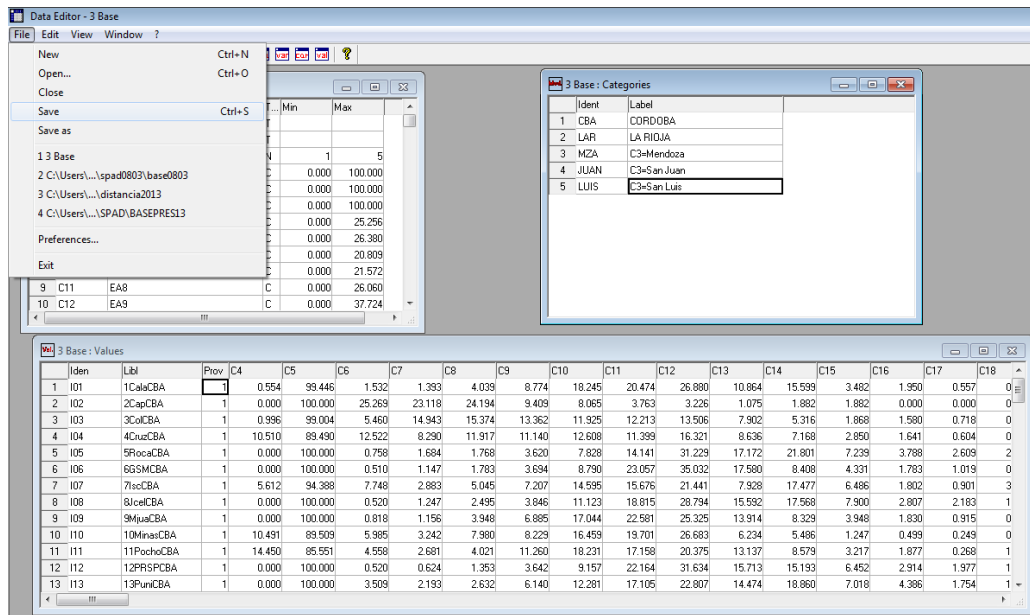 Data Editor - 3 Base
File Edit View Window ?
New Ctrl+N
Open... Ctrl+O
Close
Save Ctrl+S
Save as
1 3 Base
2 C:\Users\...\spad0803\base0803
3 C:\Users\...\distancia2013
4 C:\Users\...\SPAD\BASEPRES13
Preferences...
Exit
var car val ?
T... Min Max
T
T
N 1 5
C 0.000 100.000
C 0.000 100.000
C 0.000 100.000
C 0.000 25.256
C 0.000 26.380
C 0.000 20.809
C 0.000 21.572
9 C11 EA8 C 0.000 26.060
10 C12 EA9 C 0.000 37.724
3 Base : Categories
Ident Label
1 CBA CORDOBA
2 LAR LA RIOJA
3 MZA C3=Mendoza
4 JUAN C3=San Juan
5 LUIS C3=San Luis
Val. 3 Base : Values
Iden Libl Prov C4 C5 C6 C7 C8 C9 C10 C11 C12 C13 C14 C15 C16 C17 C18
1 I01 1CalaCBA 1 0.554 99.446 1.532 1.393 4.039 8.774 18.245 20.474 26.880 10.864 15.599 3.482 1.950 0.557 0
2 I02 2CapCBA 1 0.000 100.000 25.269 23.118 24.194 9.409 8.065 3.763 3.226 1.075 1.882 1.882 0.000 0.000 0
3 I03 3ColCBA 1 0.996 99.004 5.460 14.943 15.374 13.362 11.925 12.213 13.506 7.902 5.316 1.868 1.580 0.718 0
4 I04 4CruzCBA 1 10.510 89.490 12.522 8.290 11.917 11.140 12.608 11.399 16.321 8.636 7.168 2.850 1.641 0.604 0
5 I05 5RocaCBA 1 0.000 100.000 0.758 1.684 1.768 3.620 7.828 14.141 31.229 17.172 21.801 7.239 3.788 2.609 2
6 I06 6GSMCBA 1 0.000 100.000 0.510 1.147 1.783 3.694 8.790 23.057 35.032 17.580 8.408 4.331 1.783 1.019 0
7 I07 7IscCBA 1 5.612 94.388 7.748 2.883 5.045 7.207 14.595 15.676 21.441 7.928 17.477 6.486 1.802 0.901 3
8 I08 8JcelCBA 1 0.000 100.000 0.520 1.247 2.495 3.846 11.123 18.815 28.794 15.592 17.568 7.900 2.807 2.183 1
9 I09 9MjuaCBA 1 0.000 100.000 0.818 1.156 3.948 6.885 17.044 22.581 25.325 13.914 8.329 3.948 1.830 0.915 0
10 I10 10MinasCBA 1 10.491 89.509 5.985 3.242 7.980 8.229 16.459 19.701 26.683 6.234 5.486 1.247 0.499 0.249 0
11 I11 11PochoCBA 1 14.450 85.551 4.558 2.681 4.021 11.260 18.231 17.158 20.375 13.137 8.579 3.217 1.877 0.268 1
12 I12 12PRSPCBA 1 0.000 100.000 0.520 0.624 1.353 3.642 9.157 22.164 31.634 15.713 15.193 6.452 2.914 1.977 1
13 I13 13PuniCBA 1 0.000 100.000 3.509 2.193 2.632 6.140 12.281 17.105 22.807 14.474 18.860 7.018 4.386 1.754 1